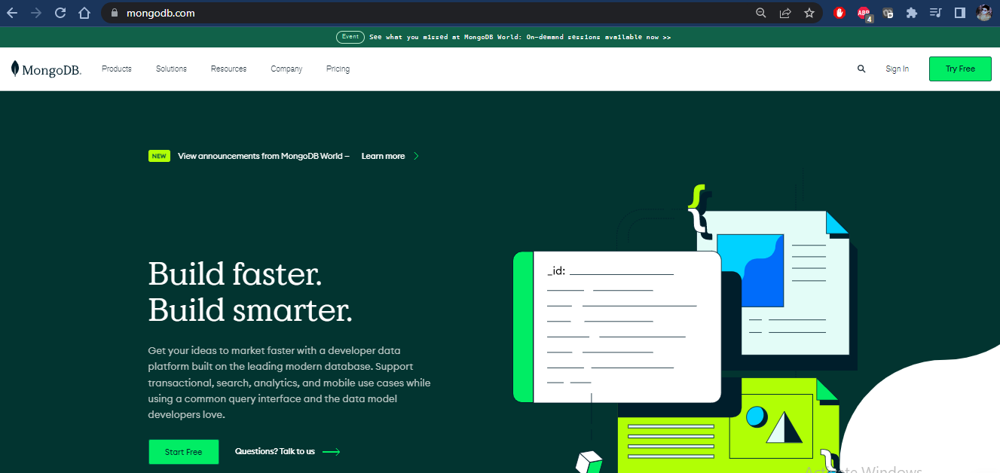 mongodb.com
ABP
4
Event See what you missed at MongoDB World: On-demand sessions available now >>
MongoDB. Products Solutions Resources Company Pricing Sign In Try Free
NEW View announcements from MongoDB World – Learn more
{
_id:
Build faster.
Build smarter.
Get your ideas to market faster with a developer data
platform built on the leading modern database. Support
transactional, search, analytics, and mobile use cases while
using a common query interface and the data model
developers love.
Start Free Questions? Talk to us
}
Activate Windows